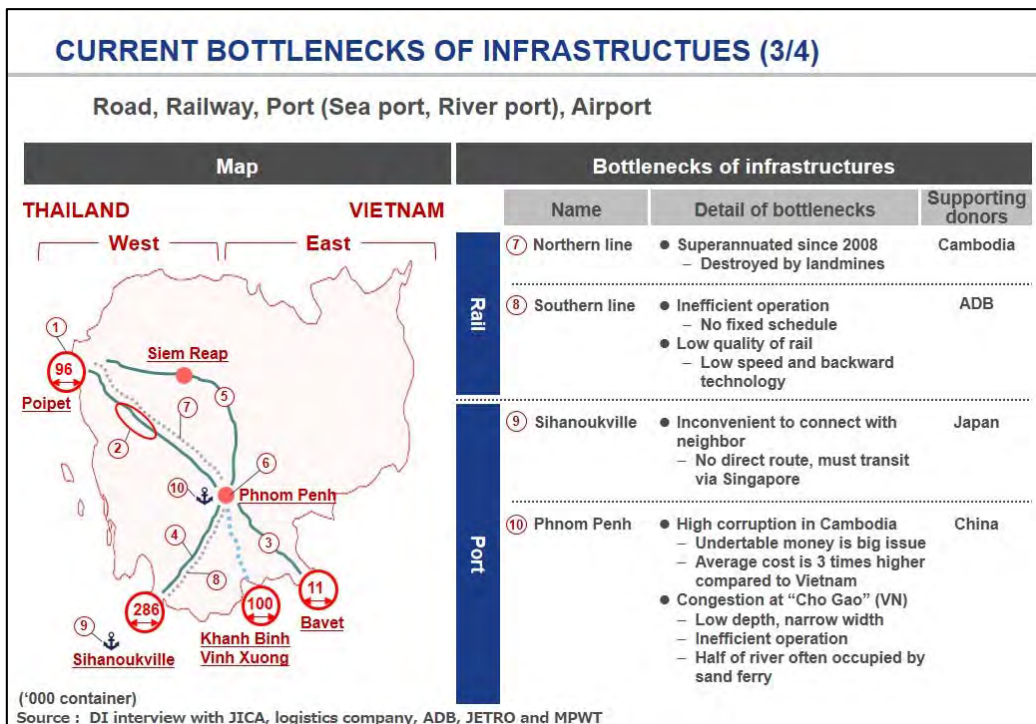 CURRENT BOTTLENECKS OF INFRASTRUCTUES (3/4)
Road, Railway, Port (Sea port, River port), Airport
Map
THAILAND
VIETNAM
West
East
1
96
Poipet
Siem Reap
5
7
2
6
10
Phnom Penh
4
3
8
286
9
Sihanoukville
100
Khanh Binh
Vinh Xuong
11
Bavet
('000 container)
Bottlenecks of infrastructures
Name
Detail of bottlenecks
Supporting
donors
Rail
7 Northern line
● Superannuated since 2008
– Destroyed by landmines
Cambodia
8 Southern line
● Inefficient operation
– No fixed schedule
● Low quality of rail
– Low speed and backward
technology
ADB
Port
9 Sihanoukville
● Inconvenient to connect with
neighbor
– No direct route, must transit
via Singapore
Japan
10 Phnom Penh
● High corruption in Cambodia
– Undertable money is big issue
– Average cost is 3 times higher
compared to Vietnam
● Congestion at “Cho Gao” (VN)
– Low depth, narrow width
– Inefficient operation
– Half of river often occupied by
sand ferry
China
Source : DI interview with JICA, logistics company, ADB, JETRO and MPWT